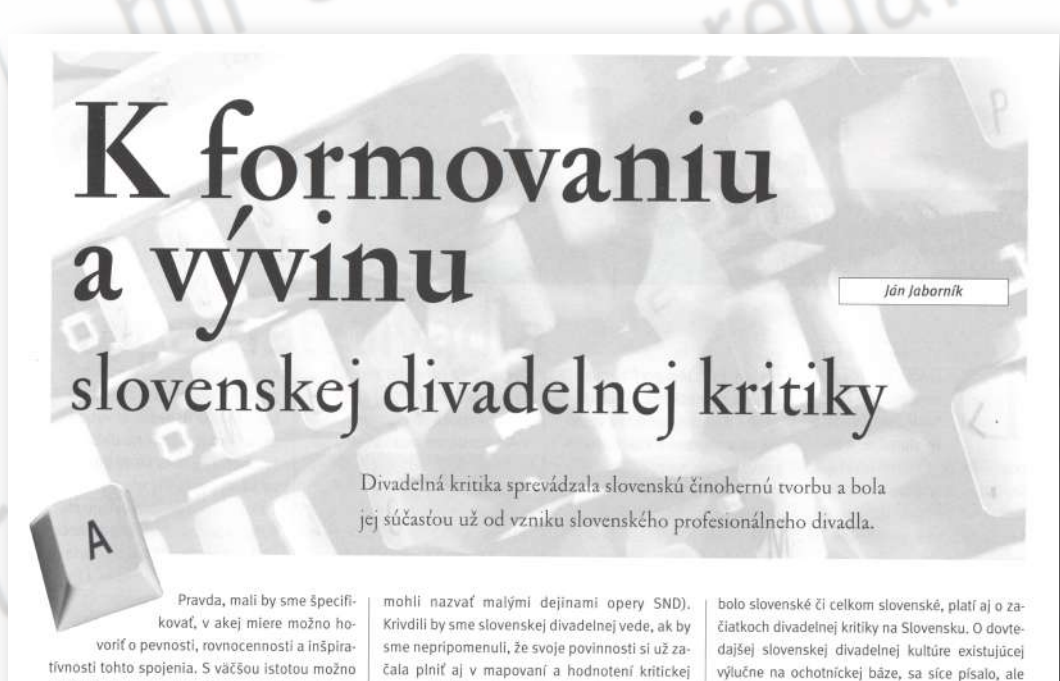 K formovaniu
a vývinu
Ján Jaborník
slovenskej divadelnej kritiky
Divadelná kritika sprevádzala slovenskú činohernú tvorbu a bola
jej súčasťou už od vzniku slovenského profesionálneho divadla.
A
Pravda, mali by sme špecifi-
kovať, v akej miere možno ho-
voriť o pevnosti, rovnocennosti a inšpira-
tívnosti tohto spojenia. S väčšou istotou možno
mohli nazvať malými dejinami opery SND).
Krivdili by sme slovenskej divadelnej vede, ak by
sme nepripomenuli, že svoje povinnosti si už za-
čala plniť aj v mapovaní a hodnotení kritickej
bolo slovenské či celkom slovenské, platí aj o za-
čiatkoch divadelnej kritiky na Slovensku. O dovte-
dajšej slovenskej divadelnej kultúre existujúcej
výlučne na ochotníckej báze, sa síce písalo, ale